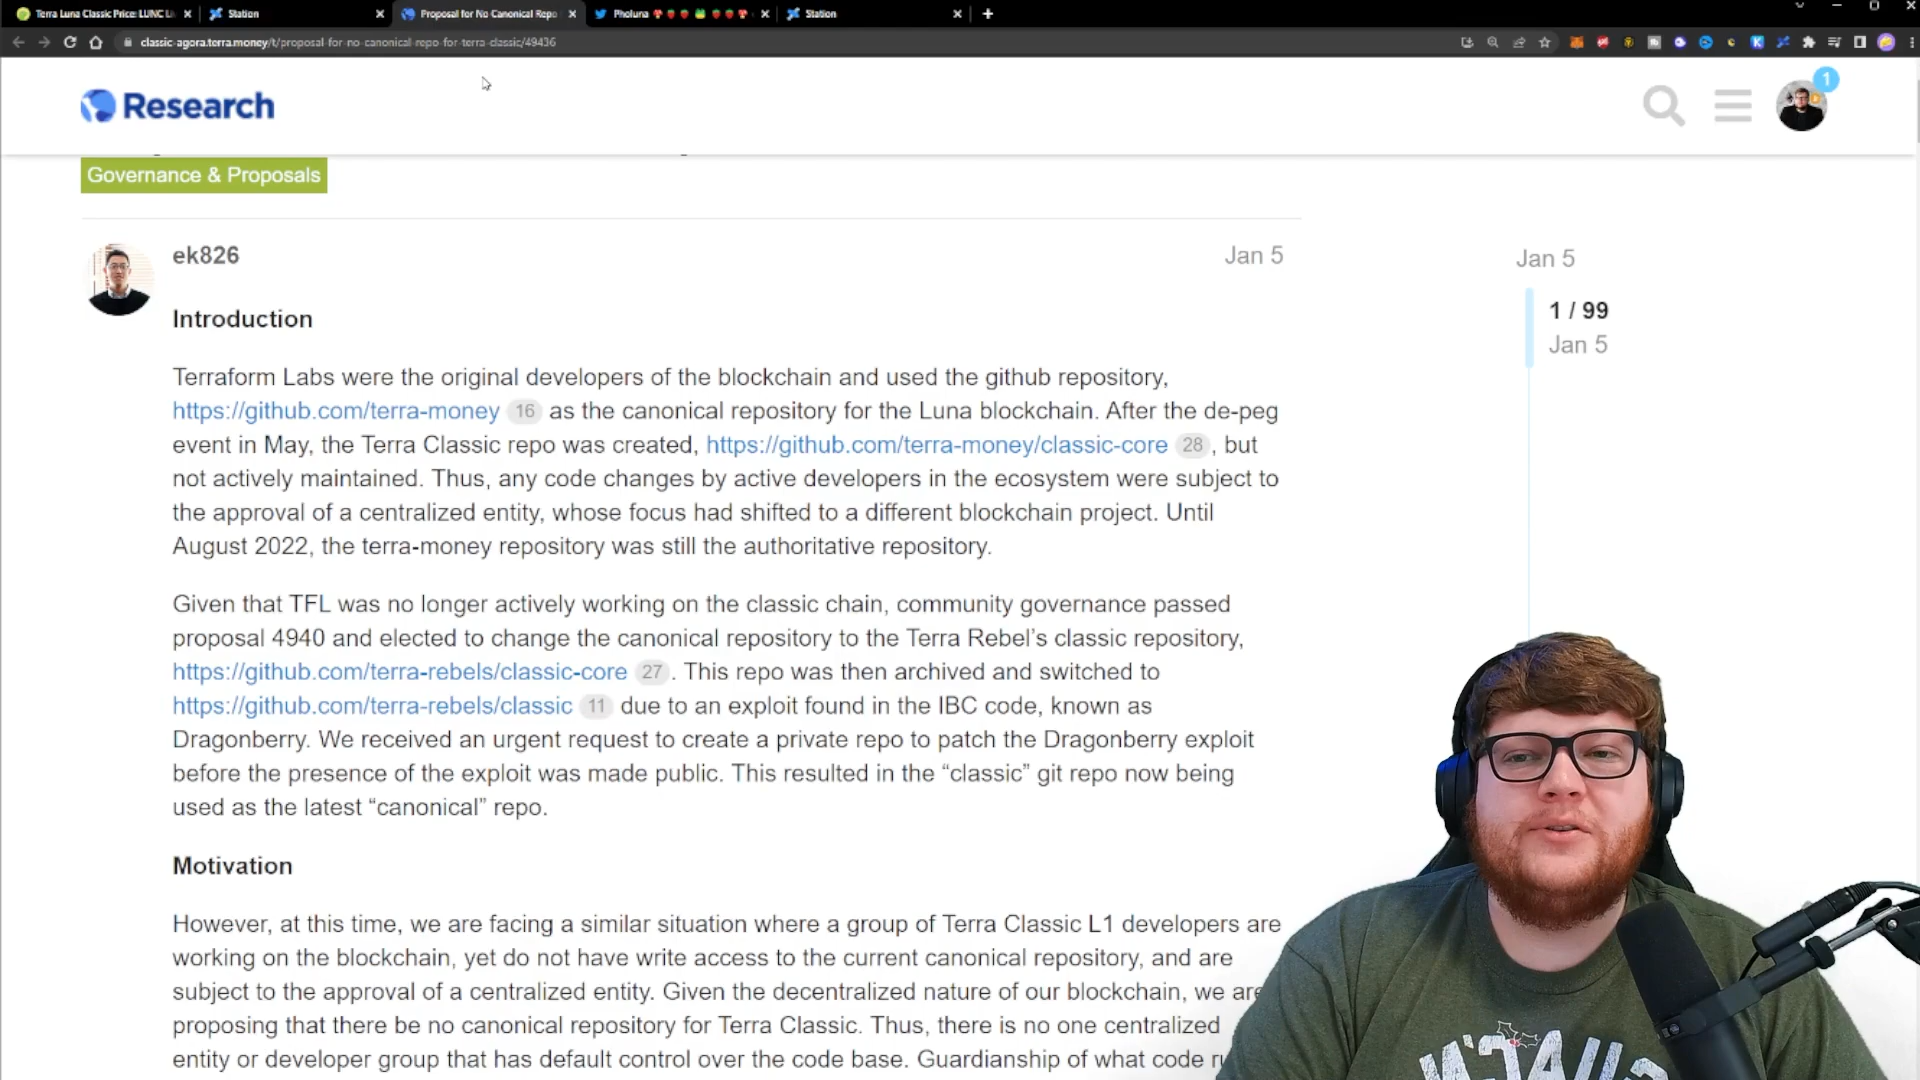 Terra Luna Classic Price: LUNC Li
Station
Proposal for No Canonical Repo
Pholuna
Station
classic-agora.terra.money/t/proposal-for-no-canonical-repo-for-terra-classic/49436
Research
1
Governance & Proposals
ek826
Jan 5
Jan 5
1 / 99
Jan 5
Introduction
Terraform Labs were the original developers of the blockchain and used the github repository,
https://github.com/terra-money 16 as the canonical repository for the Luna blockchain. After the de-peg
event in May, the Terra Classic repo was created, https://github.com/terra-money/classic-core 28 , but
not actively maintained. Thus, any code changes by active developers in the ecosystem were subject to
the approval of a centralized entity, whose focus had shifted to a different blockchain project. Until
August 2022, the terra-money repository was still the authoritative repository.
Given that TFL was no longer actively working on the classic chain, community governance passed
proposal 4940 and elected to change the canonical repository to the Terra Rebel’s classic repository,
https://github.com/terra-rebels/classic-core 27 . This repo was then archived and switched to
https://github.com/terra-rebels/classic 11 due to an exploit found in the IBC code, known as
Dragonberry. We received an urgent request to create a private repo to patch the Dragonberry exploit
before the presence of the exploit was made public. This resulted in the “classic” git repo now being
used as the latest “canonical” repo.
Motivation
However, at this time, we are facing a similar situation where a group of Terra Classic L1 developers are
working on the blockchain, yet do not have write access to the current canonical repository, and are
subject to the approval of a centralized entity. Given the decentralized nature of our blockchain, we are
proposing that there be no canonical repository for Terra Classic. Thus, there is no one centralized
entity or developer group that has default control over the code base. Guardianship of what code